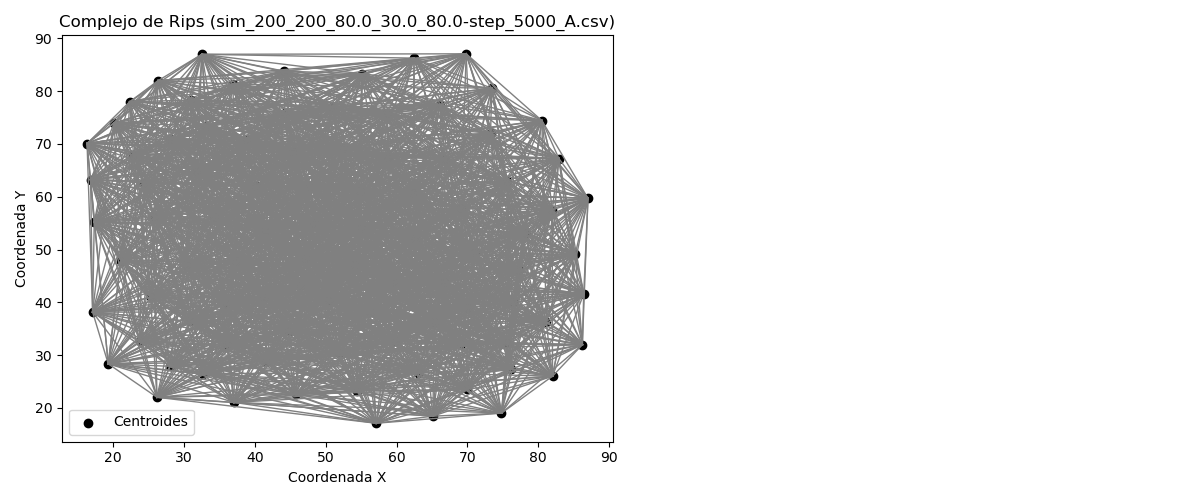 Complejo de Rips (sim_200_200_80.0_30.0_80.0-step_5000_A.csv)
90
80
70
60
50
40
30
20
Coordenada Y
Centroides
20 30 40 50 60 70 80 90
Coordenada X